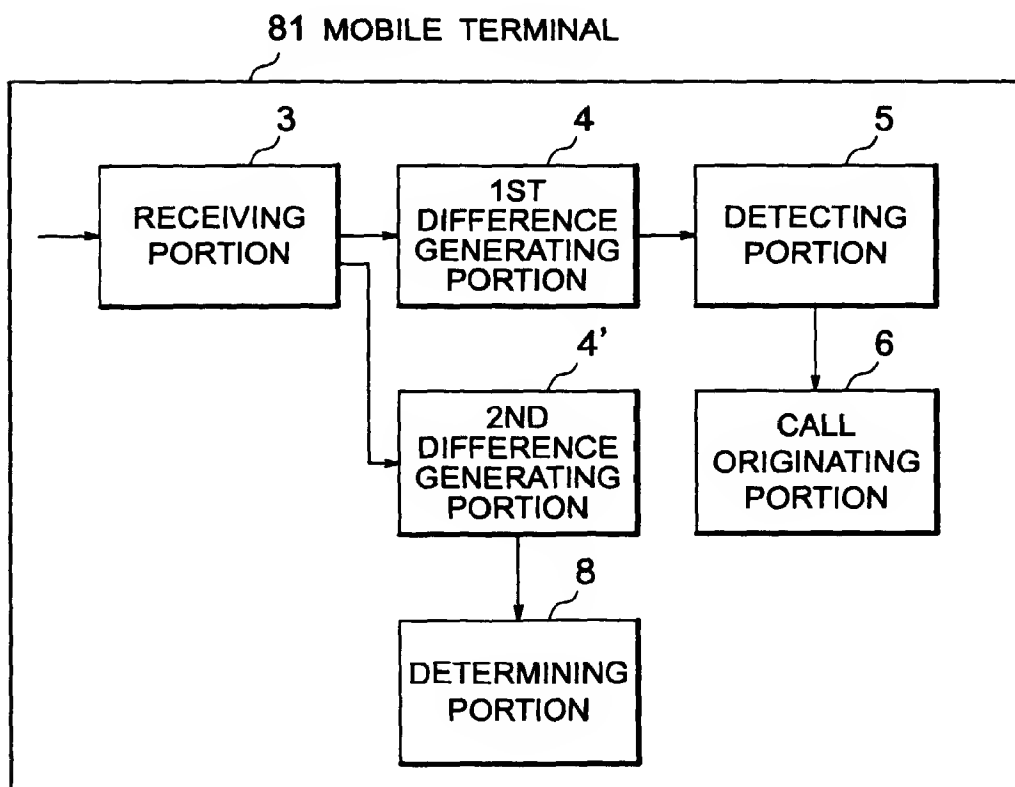 81 MOBILE TERMINAL
3
RECEIVING
PORTION
4
1ST
DIFFERENCE
GENERATING
PORTION
5
DETECTING
PORTION
4'
2ND
DIFFERENCE
GENERATING
PORTION
6
CALL
ORIGINATING
PORTION
8
DETERMINING
PORTION